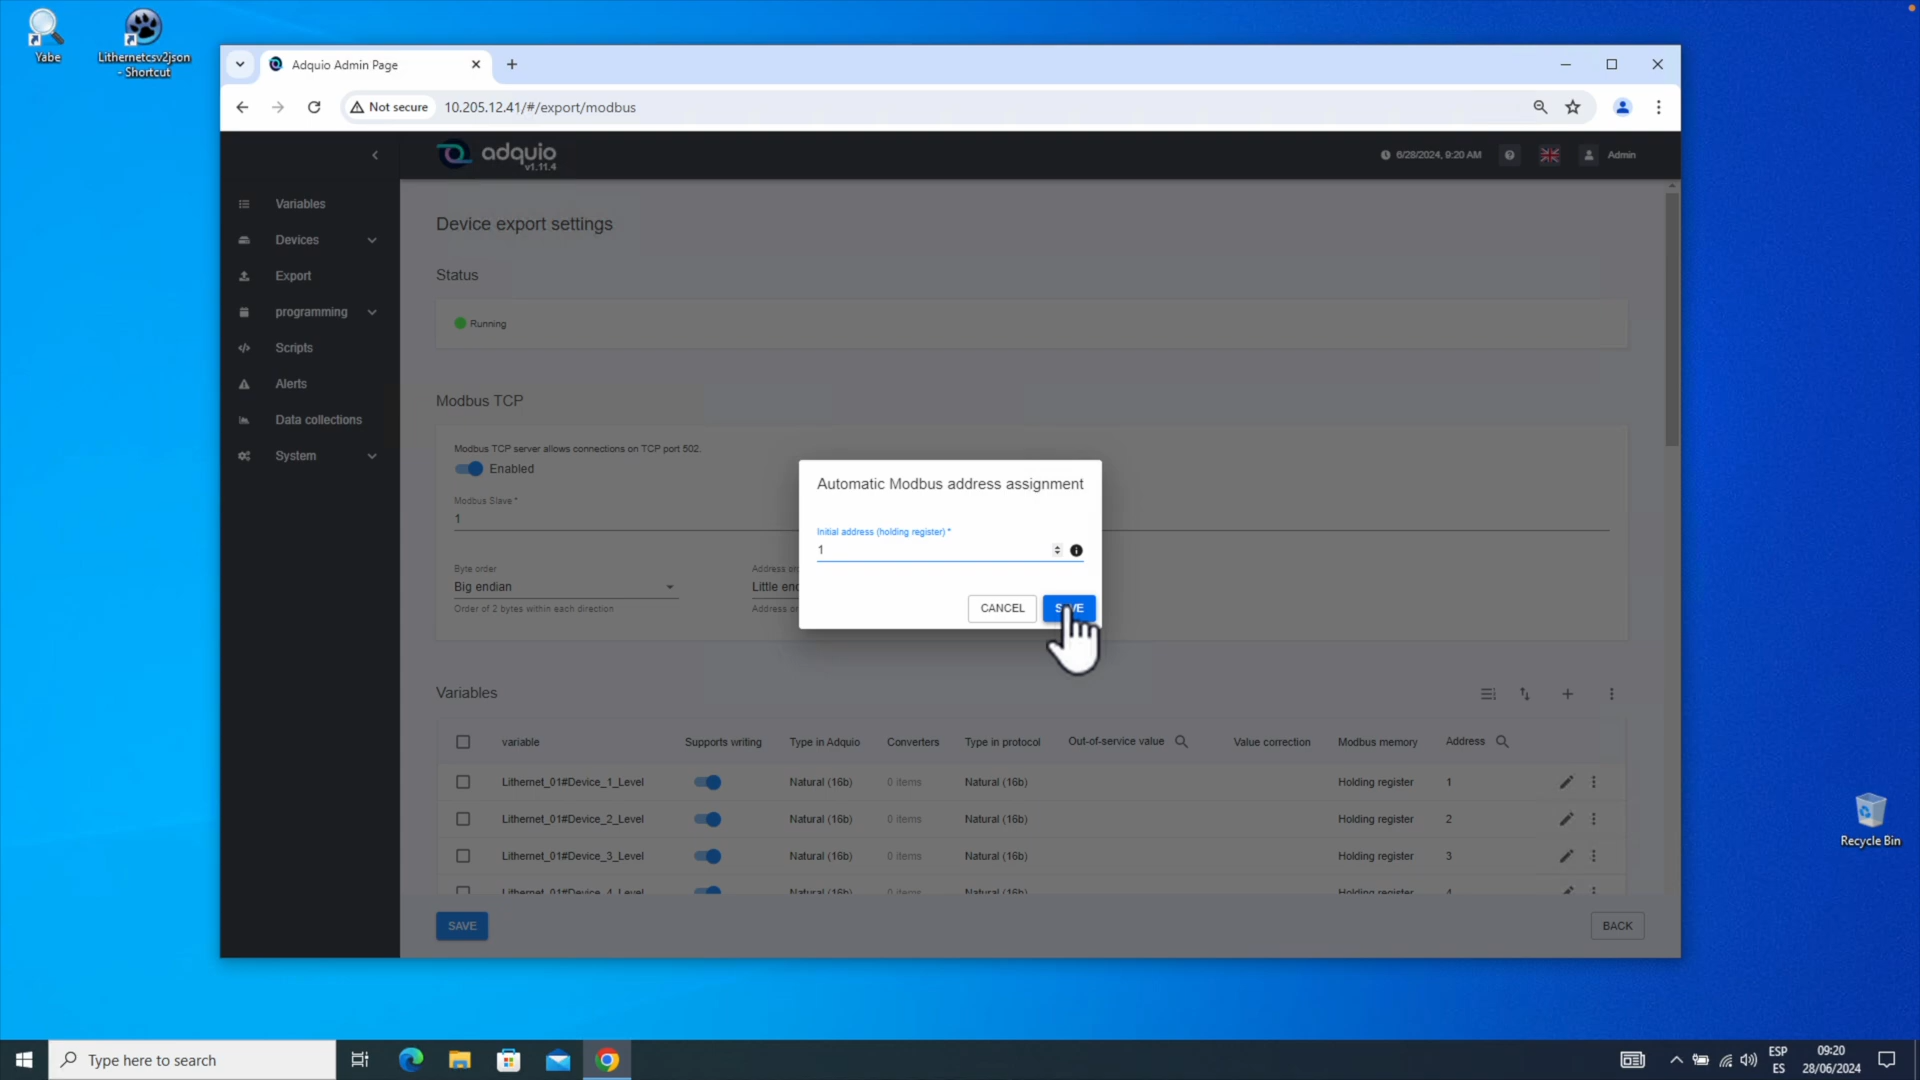 Yabe
Lithernetcsv2json
- Shortcut
Adquio Admin Page
Not secure
10.205.12.41/#/export/modbus
adquio
v1.11.4
6/28/2024, 9:20 AM
Admin
Variables
Devices
Export
programming
Scripts
Alerts
Data collections
System
Device export settings
Status
Running
Modbus TCP
Modbus TCP server allows connections on TCP port 502.
Enabled
Modbus Slave *
1
Byte order
Big endian
Order of 2 bytes within each direction
Address or
Little end
Address or
Automatic Modbus address assignment
Initial address (holding register) *
1
CANCEL
Variables
variable Supports writing Type in Adquio Converters Type in protocol Out-of-service value Value correction Modbus memory Address
Lithernet_01#Device_1_Level Natural (16b) 0 items Natural (16b) Holding register 1
Lithernet_01#Device_2_Level Natural (16b) 0 items Natural (16b) Holding register 2
Lithernet_01#Device_3_Level Natural (16b) 0 items Natural (16b) Holding register 3
Lithernet_01#Device_4_Level Natural (16b) 0 items Natural (16b) Holding register 4
SAVE
BACK
Recycle Bin
Type here to search
ESP
ES
09:20
28/06/2024